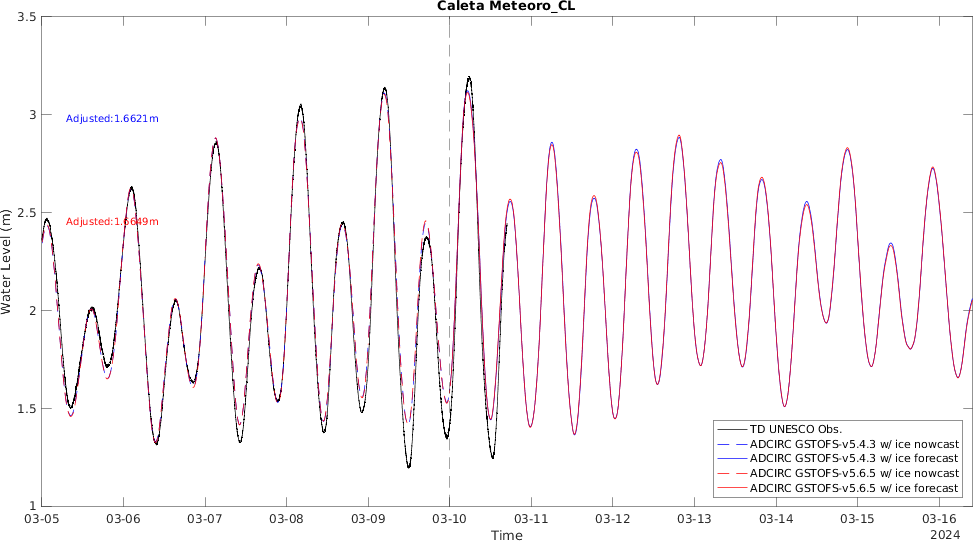 Caleta Meteoro_CL
3.5
3
2.5
2
1.5
1
Water Level (m)
Adjusted:1.6621m
Adjusted:1.6649m
TD UNESCO Obs.
ADCIRC GSTOFS-v5.4.3 w/ ice nowcast
ADCIRC GSTOFS-v5.4.3 w/ ice forecast
ADCIRC GSTOFS-v5.6.5 w/ ice nowcast
ADCIRC GSTOFS-v5.6.5 w/ ice forecast
03-05 03-06 03-07 03-08 03-09 03-10 03-11 03-12 03-13 03-14 03-15 03-16
Time
2024